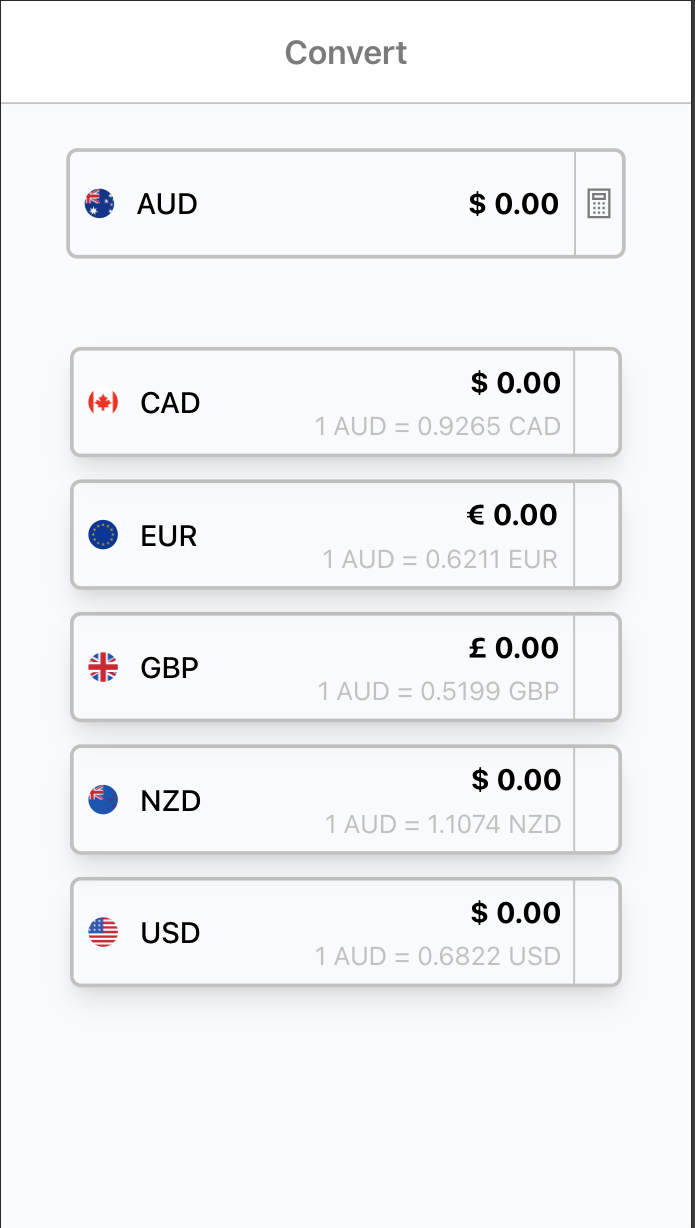 Convert
AUD $ 0.00
CAD $ 0.00
1 AUD = 0.9265 CAD
EUR € 0.00
1 AUD = 0.6211 EUR
GBP £ 0.00
1 AUD = 0.5199 GBP
NZD $ 0.00
1 AUD = 1.1074 NZD
USD $ 0.00
1 AUD = 0.6822 USD